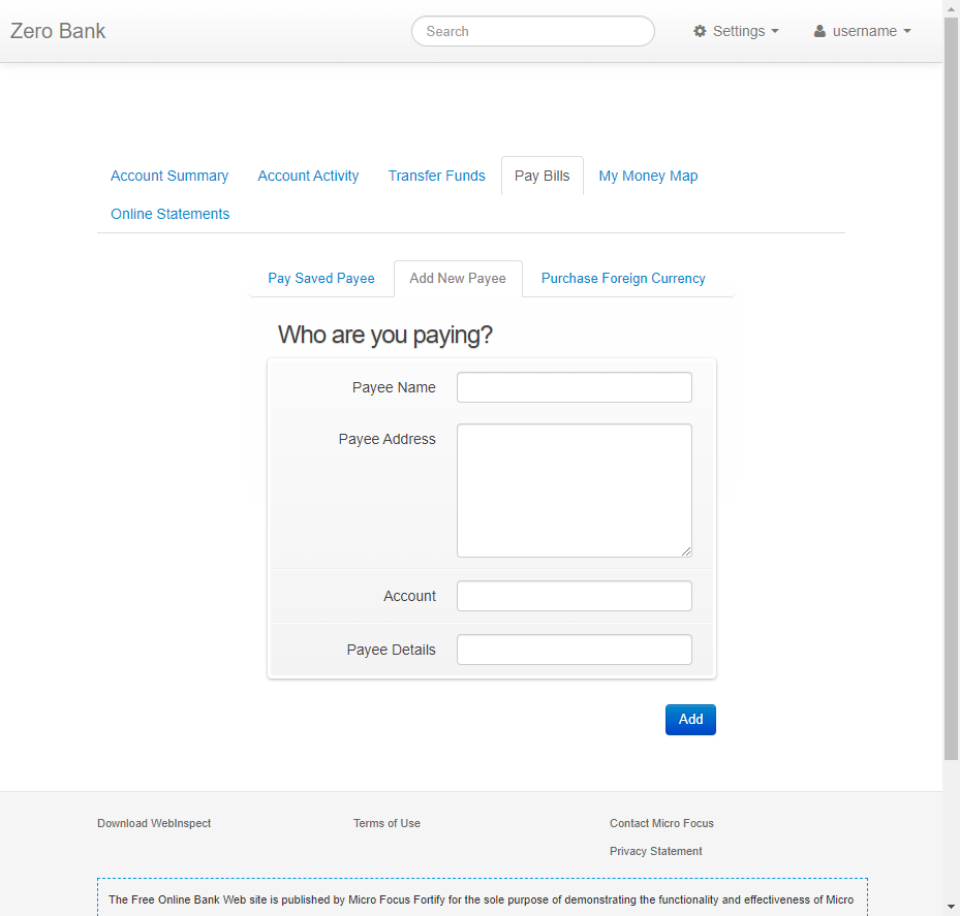 Zero Bank
Search
Settings
username
Account Summary
Account Activity
Transfer Funds
Pay Bills
My Money Map
Online Statements
Pay Saved Payee
Add New Payee
Purchase Foreign Currency
Who are you paying?
Payee Name
Payee Address
Account
Payee Details
Add
Download WebInspect
Terms of Use
Contact Micro Focus
Privacy Statement
The Free Online Bank Web site is published by Micro Focus Fortify for the sole purpose of demonstrating the functionality and effectiveness of Micro